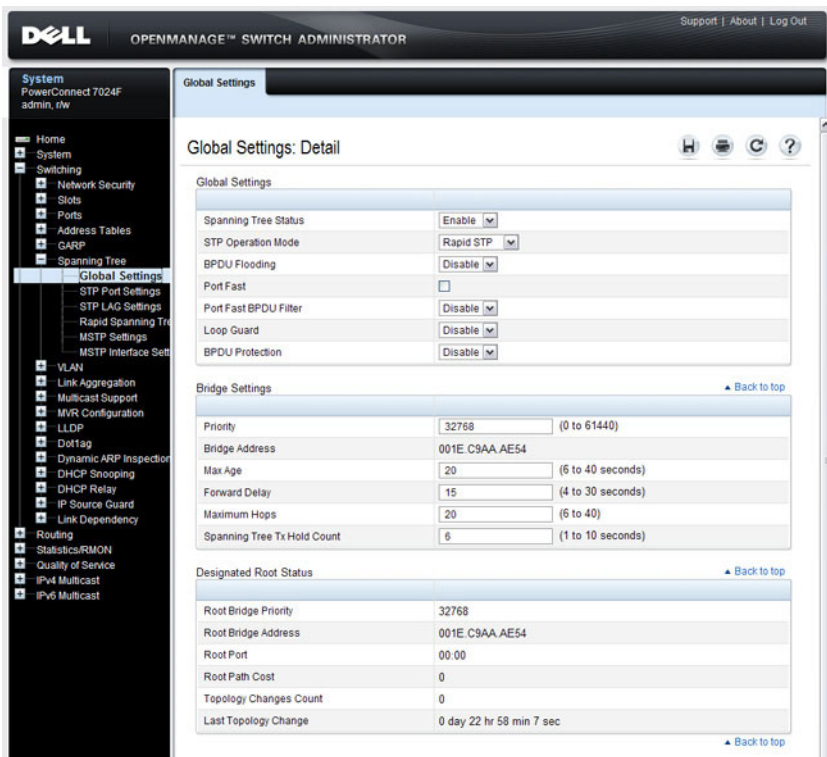 Support | About | Log Out
DELL
OPENMANAGE™ SWITCH ADMINISTRATOR
System
PowerConnect 7024F
admin, r/w
Home
System
Switching
Network Security
Slots
Ports
Address Tables
GARP
Spanning Tree
Global Settings
STP Port Settings
STP LAG Settings
Rapid Spanning Tre
MSTP Settings
MSTP Interface Sett
VLAN
Link Aggregation
Multicast Support
MVR Configuration
LLDP
Dot1ag
Dynamic ARP Inspection
DHCP Snooping
DHCP Relay
IP Source Guard
Link Dependency
Routing
Statistics/RMON
Quality of Service
IPv4 Multicast
IPv6 Multicast
Global Settings
Global Settings: Detail
Global Settings
Spanning Tree Status Enable
STP Operation Mode Rapid STP
BPDU Flooding Disable
Port Fast
Port Fast BPDU Filter Disable
Loop Guard Disable
BPDU Protection Disable
Bridge Settings Back to top
Priority 32768 (0 to 61440)
Bridge Address 001E.C9AA.AE54
Max Age 20 (6 to 40 seconds)
Forward Delay 15 (4 to 30 seconds)
Maximum Hops 20 (6 to 40)
Spanning Tree Tx Hold Count 6 (1 to 10 seconds)
Designated Root Status Back to top
Root Bridge Priority 32768
Root Bridge Address 001E.C9AA.AE54
Root Port 00:00
Root Path Cost 0
Topology Changes Count 0
Last Topology Change 0 day 22 hr 58 min 7 sec
Back to top